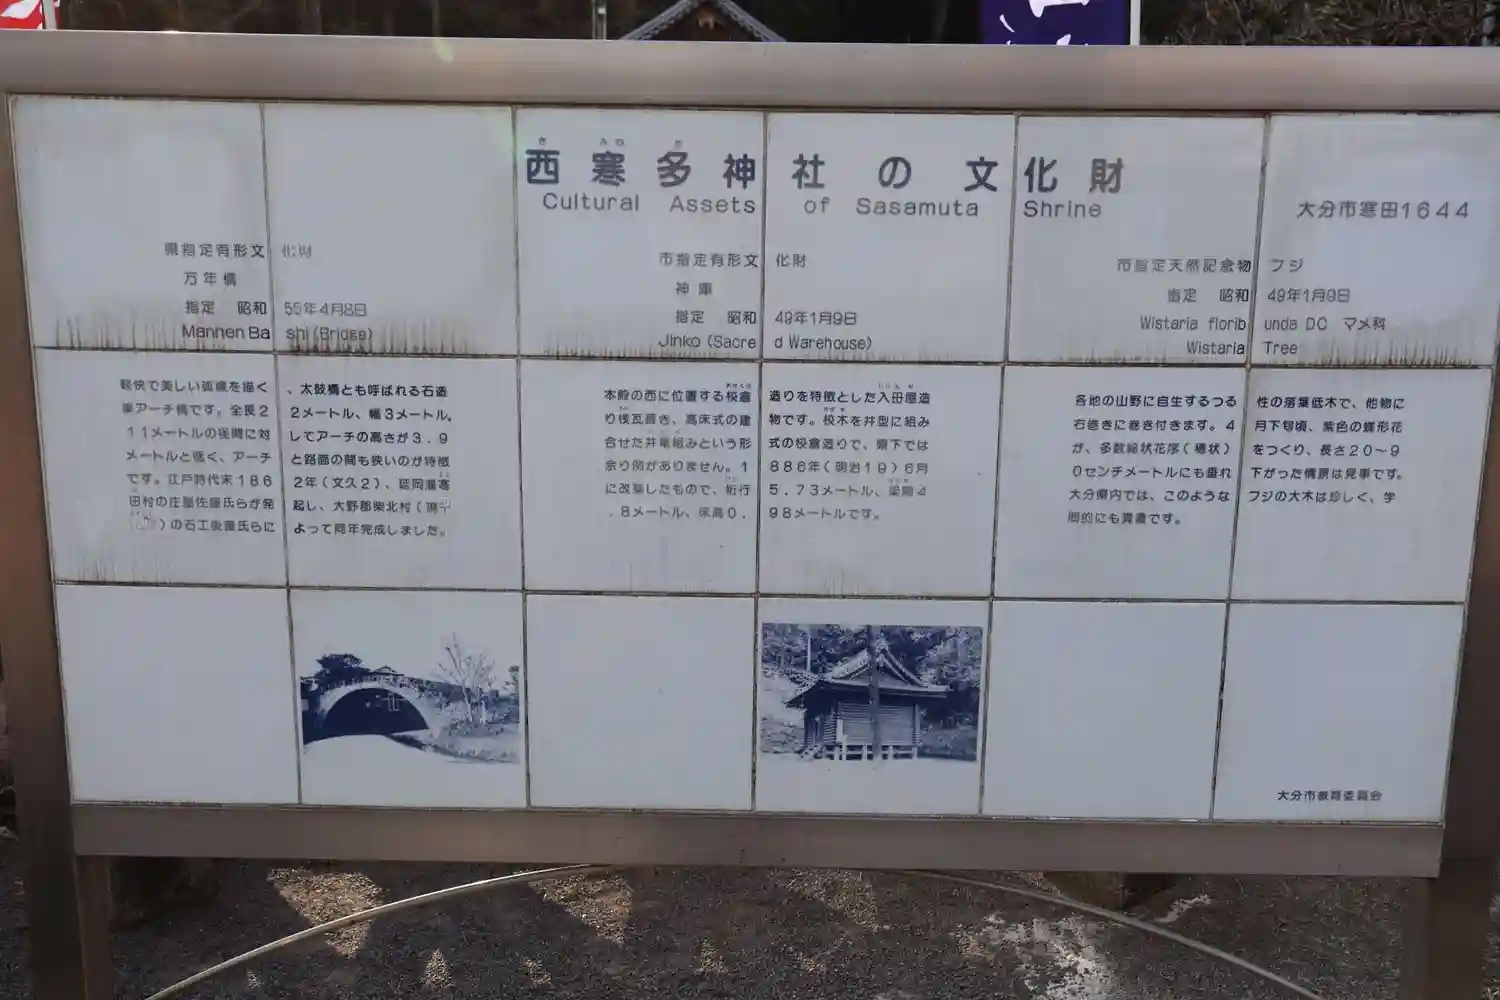 西寒多神社の文化財
Cultural Assets of Sasamuta Shrine
大分市寒田1644
県指定有形文化財
万年橋
指定 昭和55年4月8日
Mannen Bashi (Bridge)
軽快で美しい弧線を描く、太鼓橋とも呼ばれる石造
単アーチ橋です。全長22メートル、幅3メートル。
11メートルの径間に対してアーチの高さが3.9
メートルと低く、アーチと路面の間も狭いのが特徴
です。江戸時代末1862年(文久2)、延岡藩寒
田村の庄屋佐藤氏らが発起し、大野郡柴北村(現
)の石工後藤氏らによって同年完成しました。
市指定有形文化財
神庫
指定 昭和49年1月9日
Jinko (Sacred Warehouse)
本殿の西に位置する校倉造りを特徴とした入母屋造
り桟瓦葺き、高床式の建物です。校木を井型に組み
合せた井篭組みという形式の校倉造りで、県下では
余り例がありません。1886年(明治19)6月
に改築したもので、桁行5.73メートル、梁間4
.8メートル、床高0.98メートルです。
市指定天然記念物 フジ
指定 昭和49年1月9日
Wistaria floribunda DC マメ科
Wistaria Tree
各地の山野に自生するつる性の落葉低木で、他物に
右巻きに巻き付きます。4月下旬頃、紫色の蝶形花
が、多数総状花序(穂状)をつくり、長さ20〜9
0センチメートルにも垂れ下がった情景は見事です。
大分県内では、このようなフジの大木は珍しく、学
術的にも貴重です。
大分市教育委員会